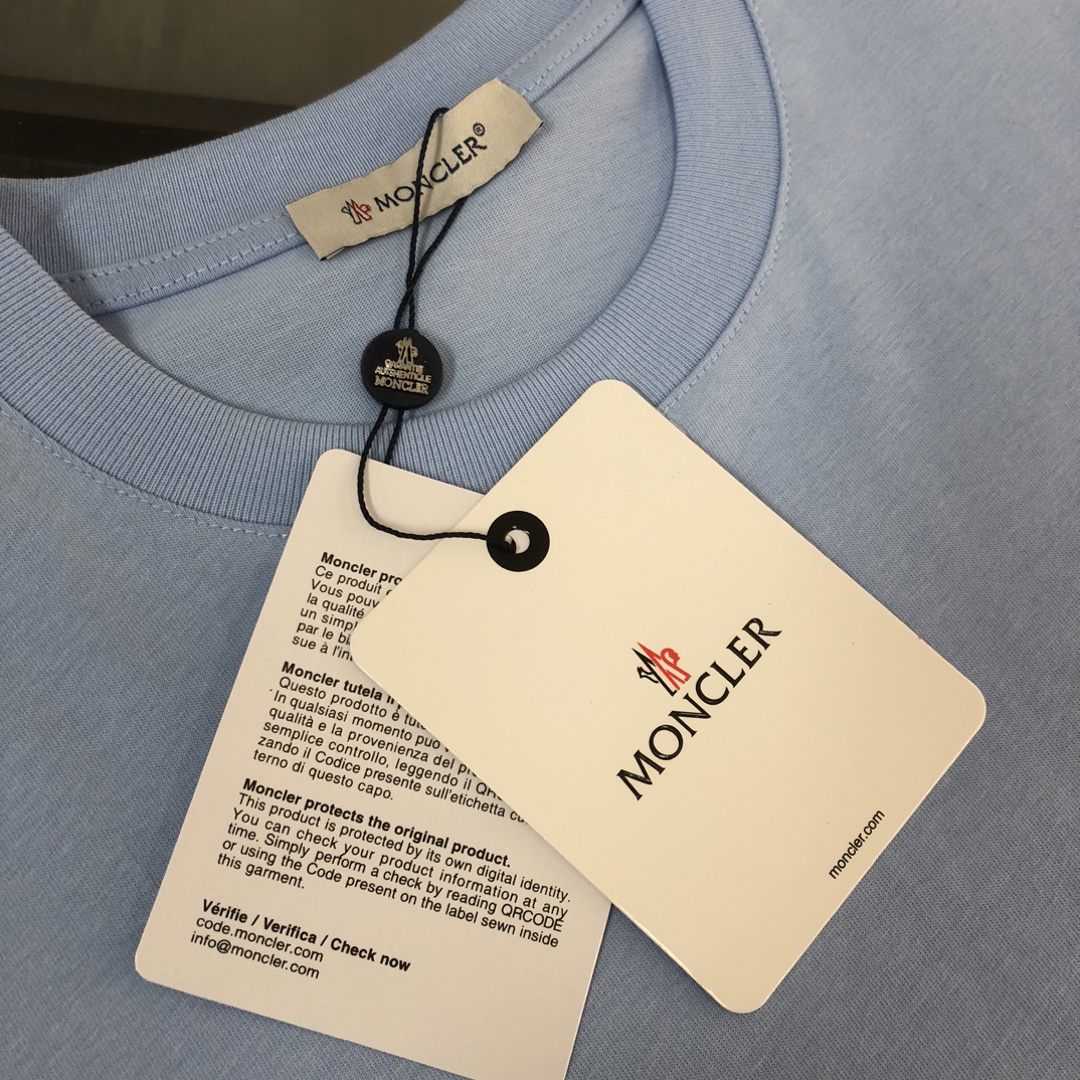 MONCLER®
GARANTIE
AUTSHENTIQUE
MONCLER
Moncler pro
Ce produit
Vous pouv
la qualité
un simpl
par le
sue à l'in
Moncler tutela
Questo prodotto è
In qualsiasi momento può
qualità e la provenienza del
semplice controllo, leggendo il
zando il Codice presente sull'etichetta
terno di questo capo.
Moncler protects the original product.
This product is protected by its own digital identity.
You can check your product information at any
time. Simply perform a check by reading QRCODE
or using the Code present on the label sewn inside
this garment.
Vérifie / Verifica / Check now
code.moncler.com
info@moncler.com
MONCLER
moncler.com